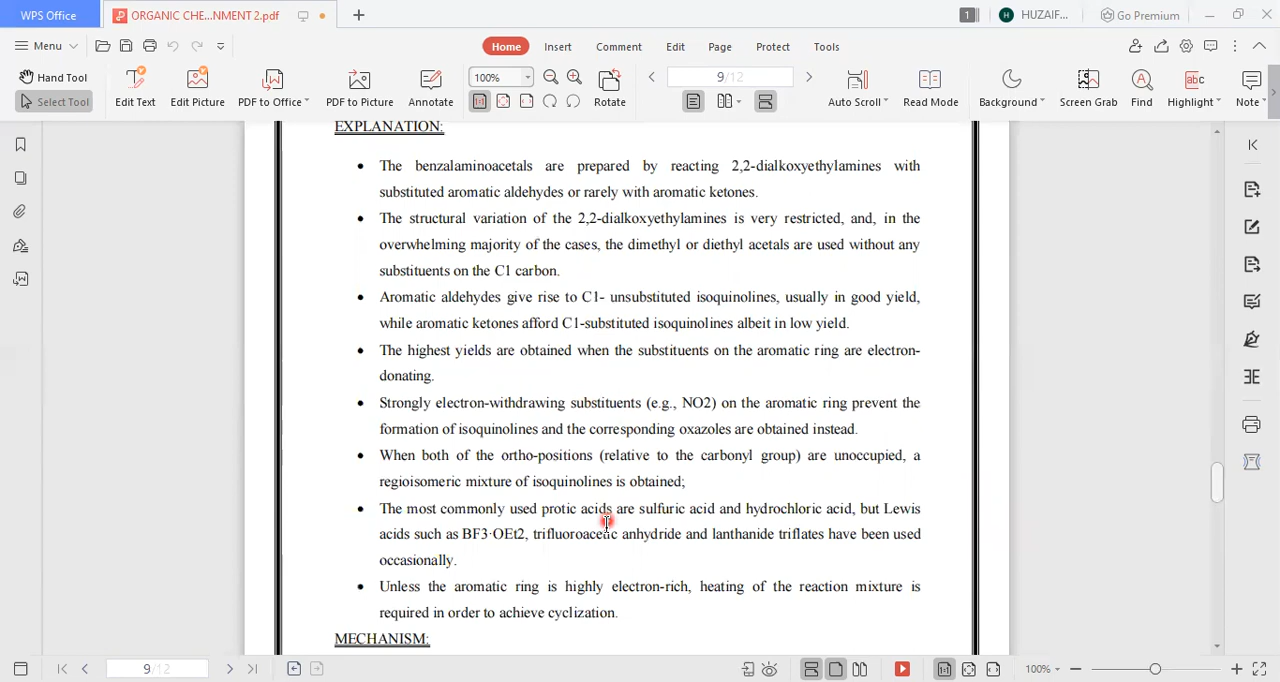 WPS Office
ORGANIC CHE...NMENT 2.pdf
1
H
HUZAIF...
Go Premium
Menu
Home
Insert
Comment
Edit
Page
Protect
Tools
Hand Tool
Select Tool
Edit Text
Edit Picture
PDF to Office
PDF to Picture
Annotate
100%
9/12
Rotate
Auto Scroll
Read Mode
Background
Screen Grab
Find
Highlight
Note
EXPLANATION:
• The benzalaminoacetals are prepared by reacting 2,2-dialkoxyethylamines with
substituted aromatic aldehydes or rarely with aromatic ketones.
• The structural variation of the 2,2-dialkoxyethylamines is very restricted, and, in the
overwhelming majority of the cases, the dimethyl or diethyl acetals are used without any
substituents on the C1 carbon.
• Aromatic aldehydes give rise to C1- unsubstituted isoquinolines, usually in good yield,
while aromatic ketones afford C1-substituted isoquinolines albeit in low yield.
• The highest yields are obtained when the substituents on the aromatic ring are electron-
donating.
• Strongly electron-withdrawing substituents (e.g., NO2) on the aromatic ring prevent the
formation of isoquinolines and the corresponding oxazoles are obtained instead.
• When both of the ortho-positions (relative to the carbonyl group) are unoccupied, a
regioisomeric mixture of isoquinolines is obtained;
• The most commonly used protic acids are sulfuric acid and hydrochloric acid, but Lewis
acids such as BF3·OEt2, trifluoroacetic anhydride and lanthanide triflates have been used
occasionally.
• Unless the aromatic ring is highly electron-rich, heating of the reaction mixture is
required in order to achieve cyclization.
MECHANISM:
9/12
100%